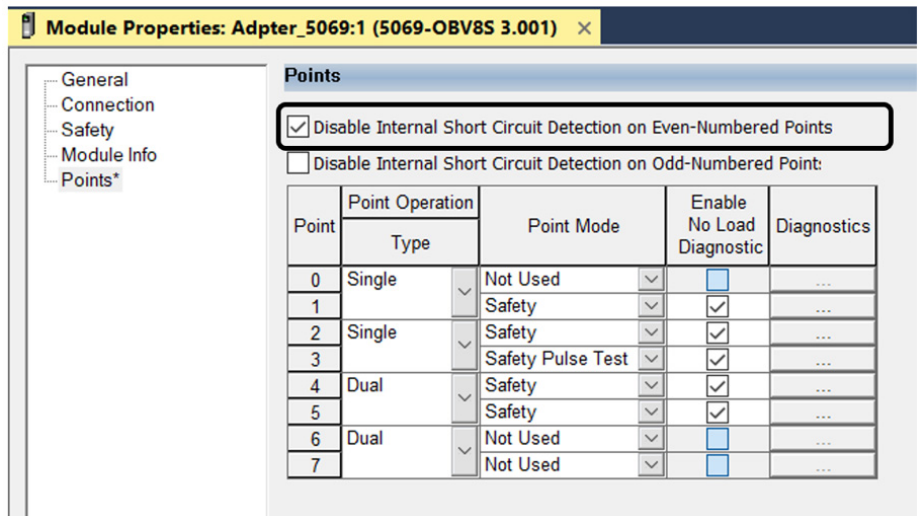 Module Properties: Adpter_5069:1 (5069-OBV8S 3.001) ×
General
Connection
Safety
Module Info
Points*
Points
Disable Internal Short Circuit Detection on Even-Numbered Points
Disable Internal Short Circuit Detection on Odd-Numbered Point:
Point Point Operation Type Point Mode Enable No Load Diagnostic Diagnostics
0 Single Not Used ...
1 Safety ...
2 Single Safety ...
3 Safety Pulse Test ...
4 Dual Safety ...
5 Safety ...
6 Dual Not Used ...
7 Not Used ...